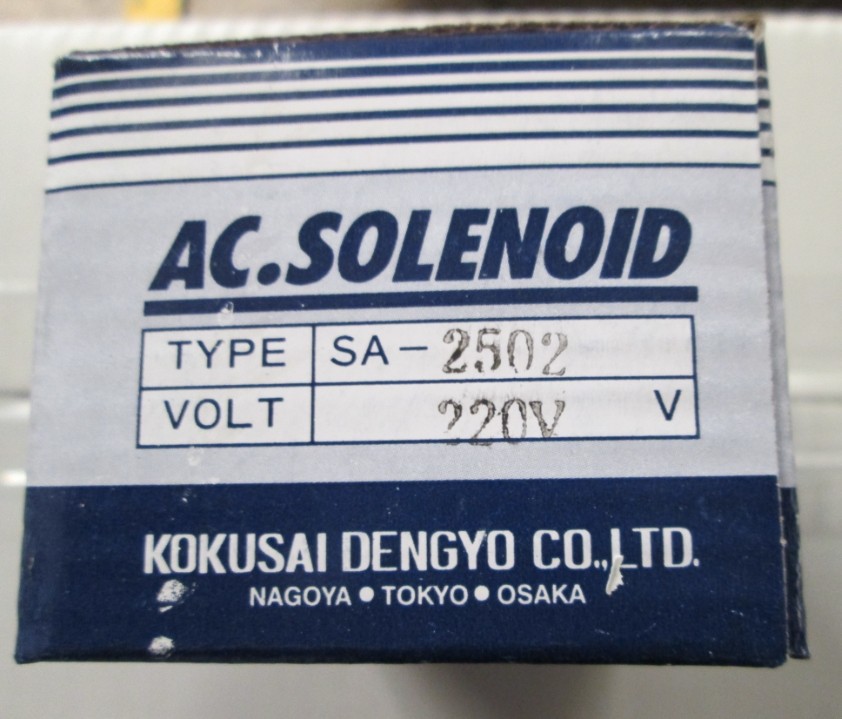 AC.SOLENOID
TYPE SA-2502
VOLT 220V V
KOKUSAI DENGYO CO.,LTD.
NAGOYA ● TOKYO ● OSAKA